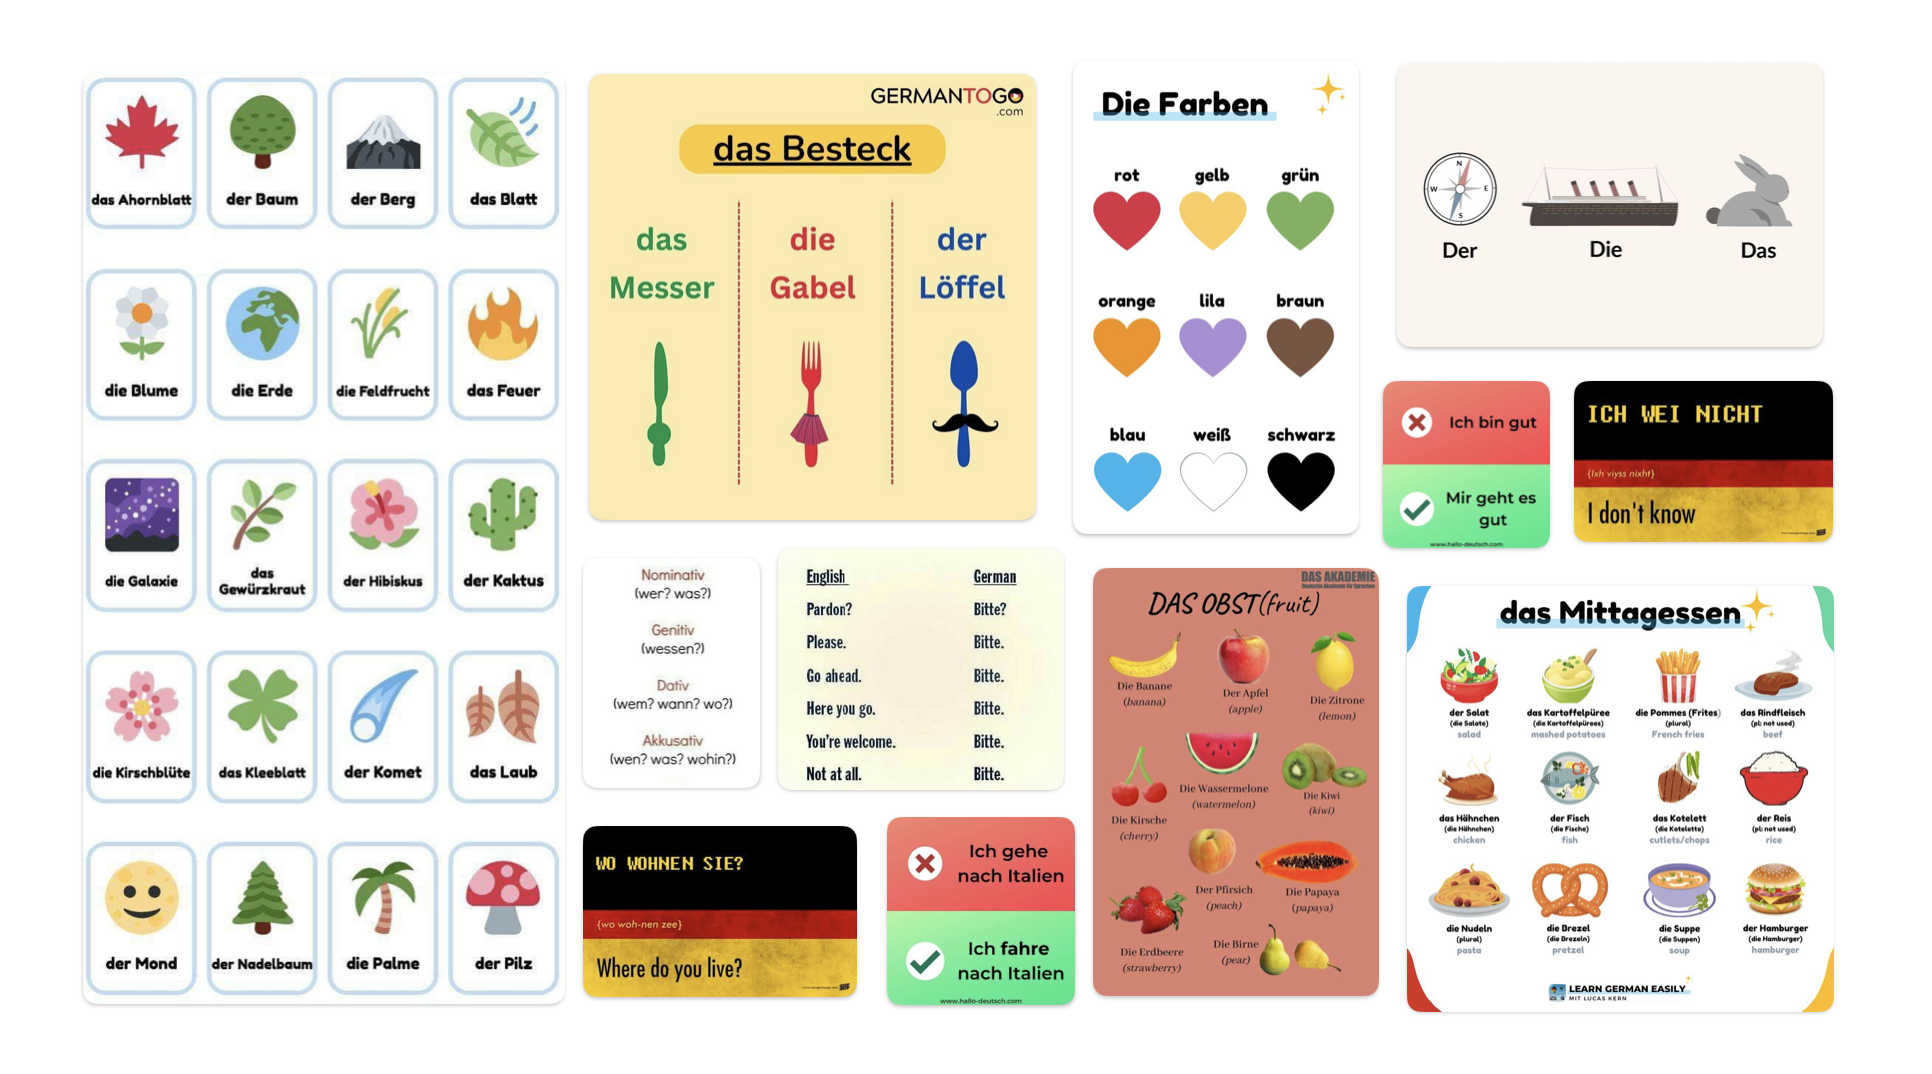 das Ahornblatt
der Baum
der Berg
das Blatt
die Blume
die Erde
die Feldfrucht
das Feuer
die Galaxie
das
Gewürzkraut
der Hibiskus
der Kaktus
die Kirschblüte
das Kleeblatt
der Komet
das Laub
der Mond
der Nadelbaum
die Palme
der Pilz
GERMANTOGO
.com
das Besteck
das
Messer
die
Gabel
der
Löffel
Die Farben
rot
gelb
grün
orange
lila
braun
blau
weiß
schwarz
N
W
E
S
Der
Die
Das
Ich bin gut
Mir geht es
gut
www.hallo-deutsch.com
ICH WEI NICHT
{Ixh viyss nixht}
I don't know
Nominativ
(wer? was?)
Genitiv
(wessen?)
Dativ
(wem? wann? wo?)
Akkusativ
(wen? was? wohin?)
English German
Pardon? Bitte?
Please. Bitte.
Go ahead. Bitte.
Here you go. Bitte.
You're welcome. Bitte.
Not at all. Bitte.
WO WOHNEN SIE?
{wo woh-nen zee}
Where do you live?
Ich gehe
nach Italien
Ich fahre
nach Italien
www.hallo-deutsch.com
DAS AKADEMIE
Deutsche Akademie für Sprachen
DAS OBST(fruit)
Die Banane
(banana)
Der Apfel
(apple)
Die Zitrone
(lemon)
Die Kirsche
(cherry)
Die Wassermelone
(watermelon)
Die Kiwi
(kiwi)
Der Pfirsich
(peach)
Die Papaya
(papaya)
Die Erdbeere
(strawberry)
Die Birne
(pear)
das Mittagessen
der Salat
(die Salate)
salad
das Kartoffelpüree
(die Kartoffelpürees)
mashed potatoes
die Pommes (Frites)
(plural)
French fries
das Rindfleisch
(pl: not used)
beef
das Hähnchen
(die Hähnchen)
chicken
der Fisch
(die Fische)
fish
das Kotelett
(die Kotelette)
cutlets/chops
der Reis
(pl: not used)
rice
die Nudeln
(plural)
pasta
die Brezel
(die Brezeln)
pretzel
die Suppe
(die Suppen)
soup
der Hamburger
(die Hamburger)
hamburger
LEARN GERMAN EASILY
MIT LUCAS KERN